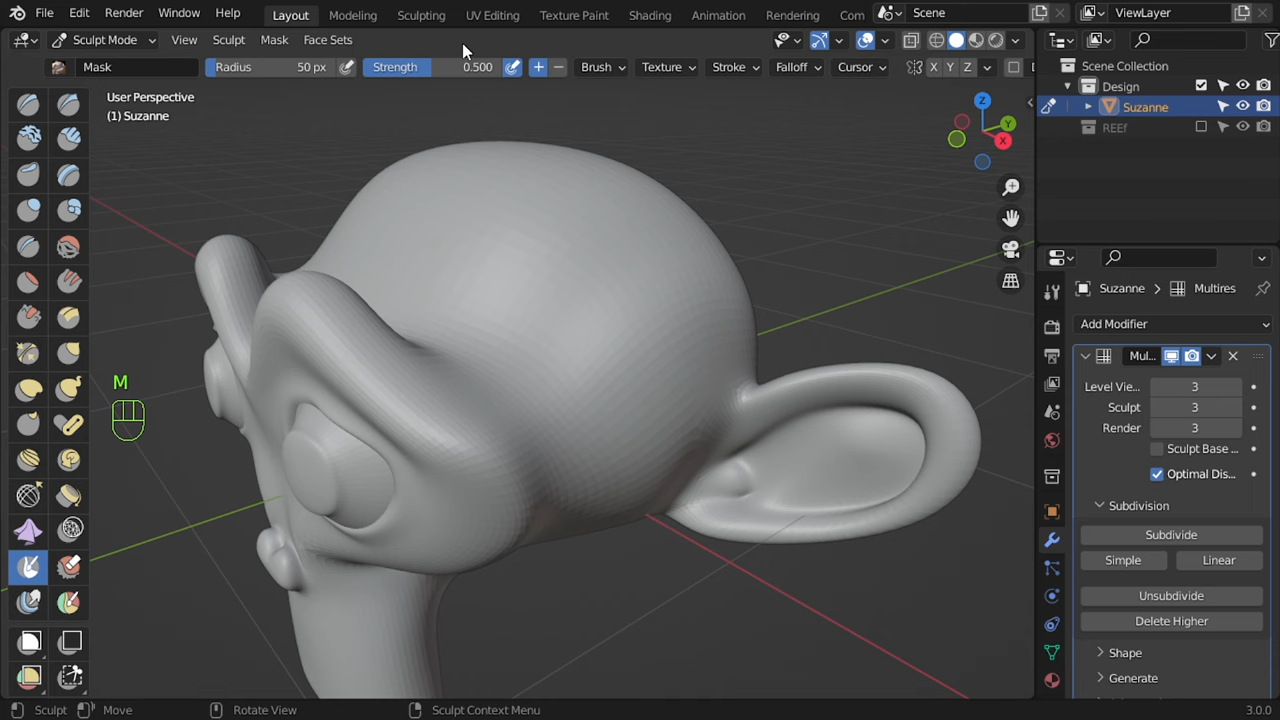 File Edit Render Window Help Layout Modeling Sculpting UV Editing Texture Paint Shading Animation Rendering Com Scene ViewLayer
Sculpt Mode View Sculpt Mask Face Sets
Mask Radius 50 px Strength 0.500 Brush Texture Stroke Falloff Cursor X Y Z
User Perspective
(1) Suzanne
Z
Y
X
M
Scene Collection
Design
Suzanne
REEf
Suzanne > Multires
Add Modifier
Mul...
Level Vie... 3
Sculpt 3
Render 3
Sculpt Base ...
Optimal Dis...
Subdivision
Subdivide
Simple Linear
Unsubdivide
Delete Higher
Shape
Generate
Sculpt Move Rotate View Sculpt Context Menu 3.0.0